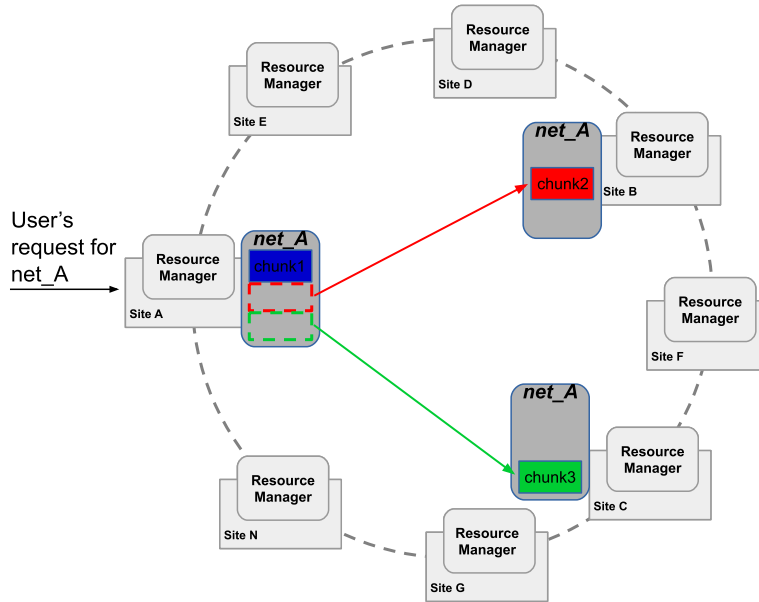 Resource
Manager
Site D
Resource
Manager
Site E
net_A
chunk2
Resource
Manager
Site B
User's
request for
net_A
Resource
Manager
Site A
net_A
chunk1
Resource
Manager
Site F
net_A
chunk3
Resource
Manager
Site C
Resource
Manager
Site N
Resource
Manager
Site G